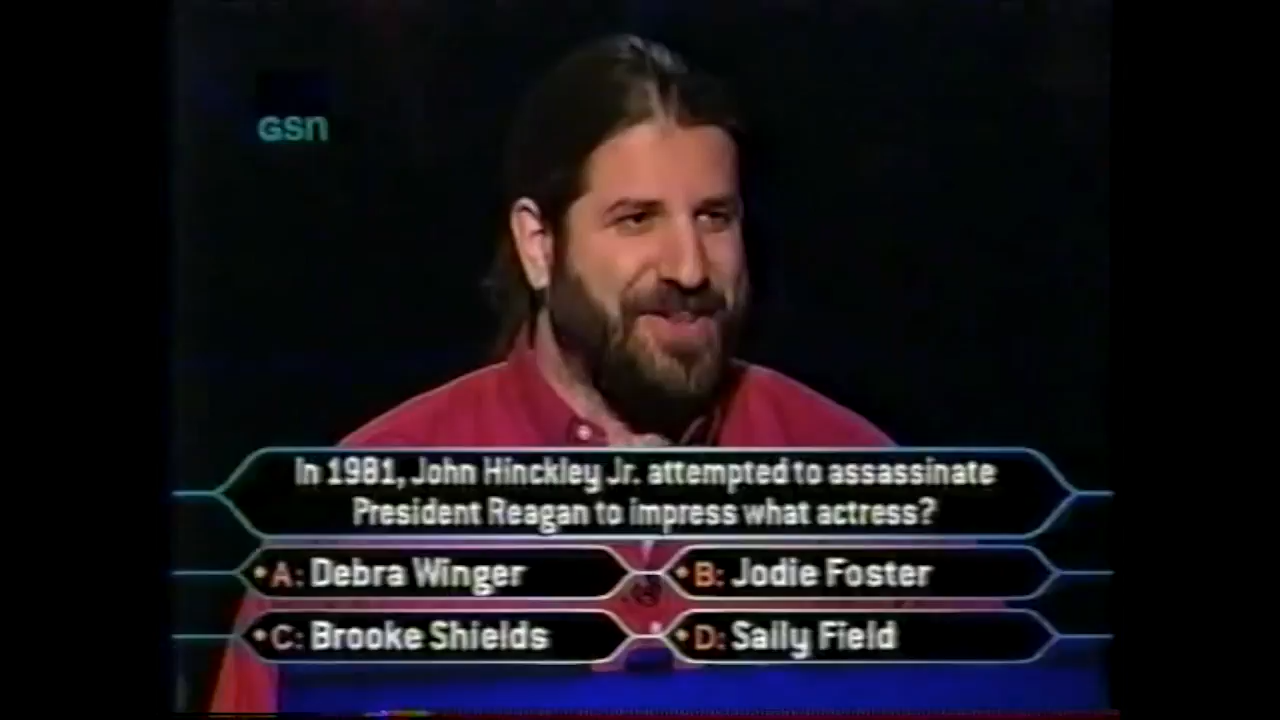 GSN
In 1981, John Hinckley Jr. attempted to assassinate
President Reagan to impress what actress?
A: Debra Winger
B: Jodie Foster
C: Brooke Shields
D: Sally Field